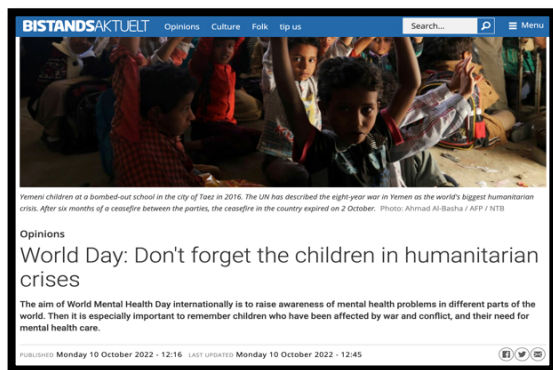 BISTANDSAKTUELT Opinions Culture Folk tip us Search... Menu
Yemeni children at a bombed-out school in the city of Taez in 2016. The UN has described the eight-year war in Yemen as the world's biggest humanitarian
crisis. After six months of a ceasefire between the parties, the ceasefire in the country expired on 2 October. Photo: Ahmad Al-Basha / AFP / NTB
Opinions
World Day: Don't forget the children in humanitarian
crises
The aim of World Mental Health Day internationally is to raise awareness of mental health problems in different parts of the
world. Then it is especially important to remember children who have been affected by war and conflict, and their need for
mental health care.
PUBLISHED Monday 10 October 2022 - 12:16 LAST UPDATED Monday 10 October 2022 - 12:45